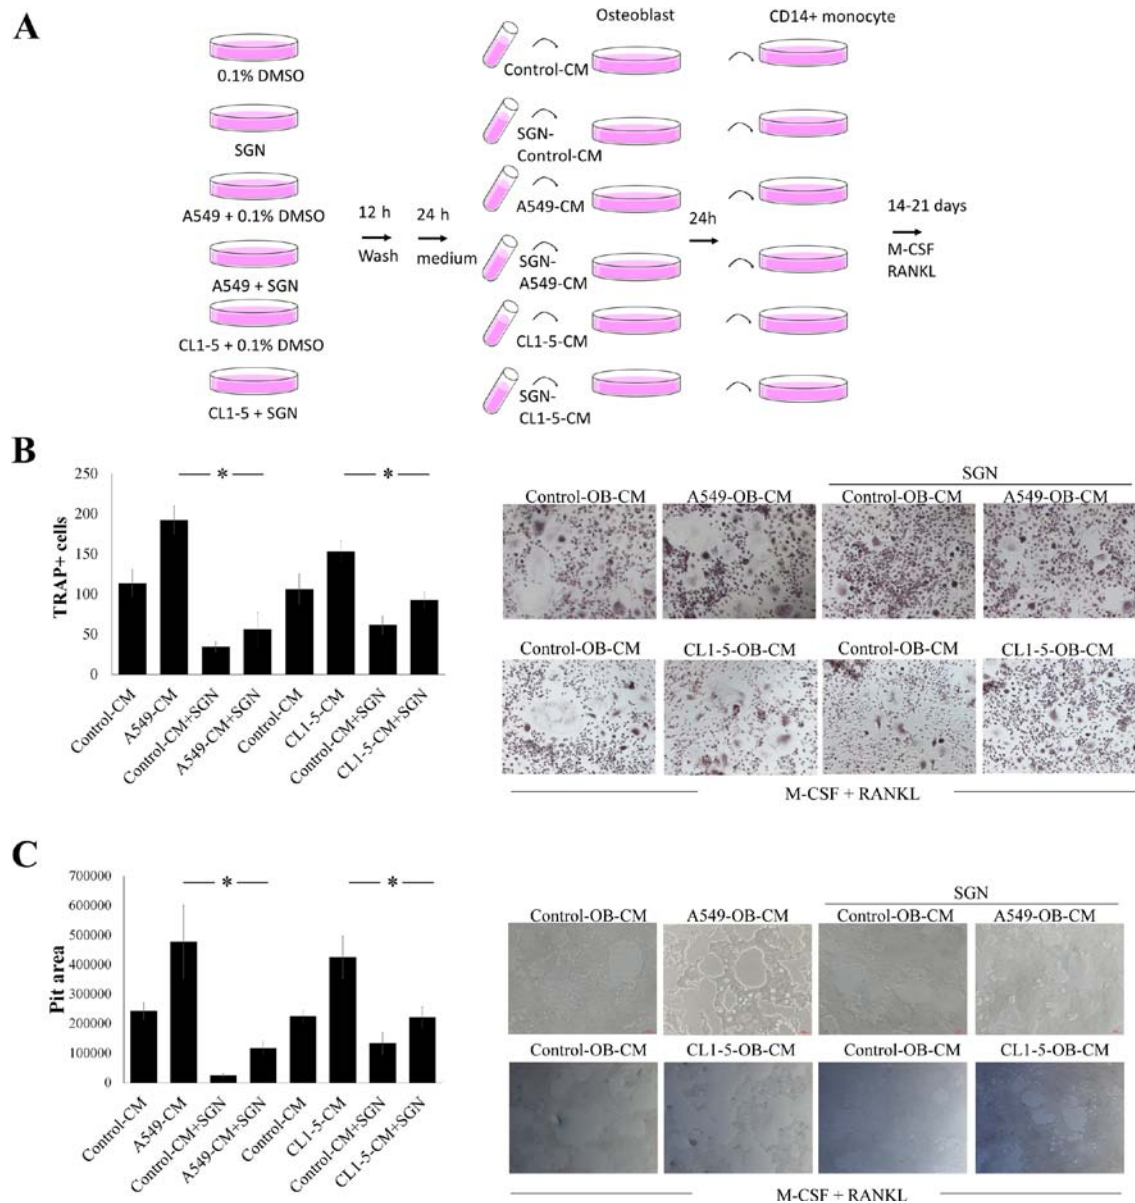 A
Osteoblast
CD14+ monocyte
0.1% DMSO
SGN
A549 + 0.1% DMSO
A549 + SGN
CL1-5 + 0.1% DMSO
CL1-5 + SGN
12 h
Wash
24 h
medium
Control-CM
SGN-
Control-CM
A549-CM
SGN-
A549-CM
CL1-5-CM
SGN-
CL1-5-CM
24h
14-21 days
M-CSF
RANKL
B
TRAP+ cells
250
200
150
100
50
0
*
*
Control-CM
A549-CM
Control-CM+SGN
A549-CM+SGN
Control-CM
CL1-5-CM
Control-CM+SGN
CL1-5-CM+SGN
SGN
Control-OB-CM A549-OB-CM Control-OB-CM A549-OB-CM
Control-OB-CM CL1-5-OB-CM Control-OB-CM CL1-5-OB-CM
M-CSF + RANKL
C
Pit area
700000
600000
500000
400000
300000
200000
100000
0
*
*
Control-CM
A549-CM
Control-CM+SGN
A549-CM+SGN
Control-CM
CL1-5-CM
Control-CM+SGN
CL1-5-CM+SGN
SGN
Control-OB-CM A549-OB-CM Control-OB-CM A549-OB-CM
Control-OB-CM CL1-5-OB-CM Control-OB-CM CL1-5-OB-CM
M-CSF + RANKL